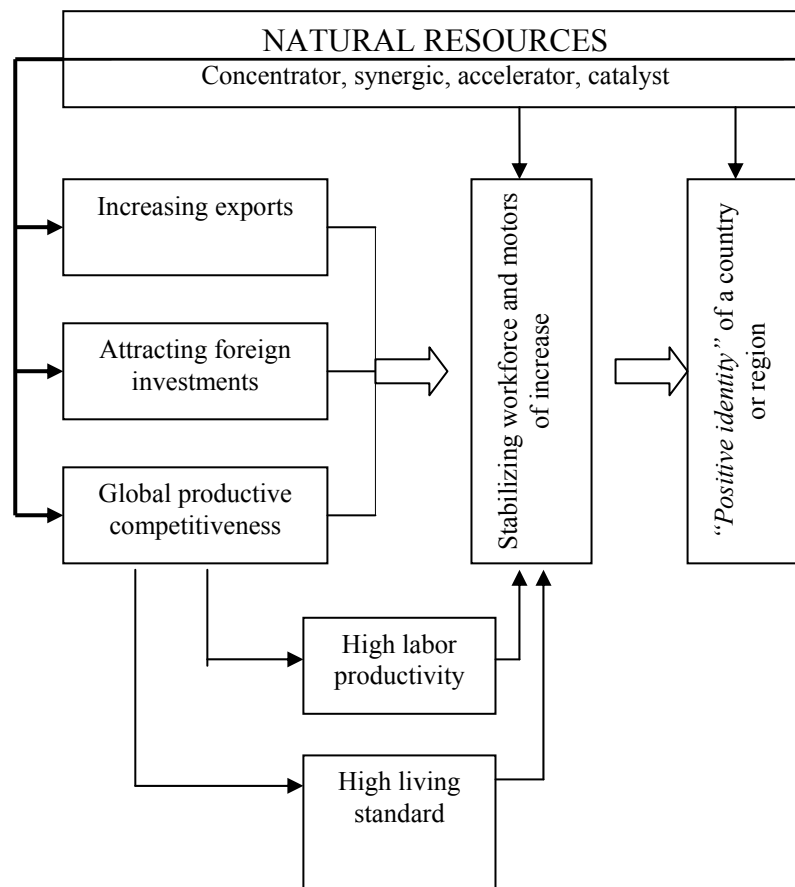 NATURAL RESOURCES
Concentrator, synergic, accelerator, catalyst
Increasing exports
Attracting foreign
investments
Global productive
competitiveness
Stabilizing workforce and motors
of increase
“Positive identity” of a country
or region
High labor
productivity
High living
standard